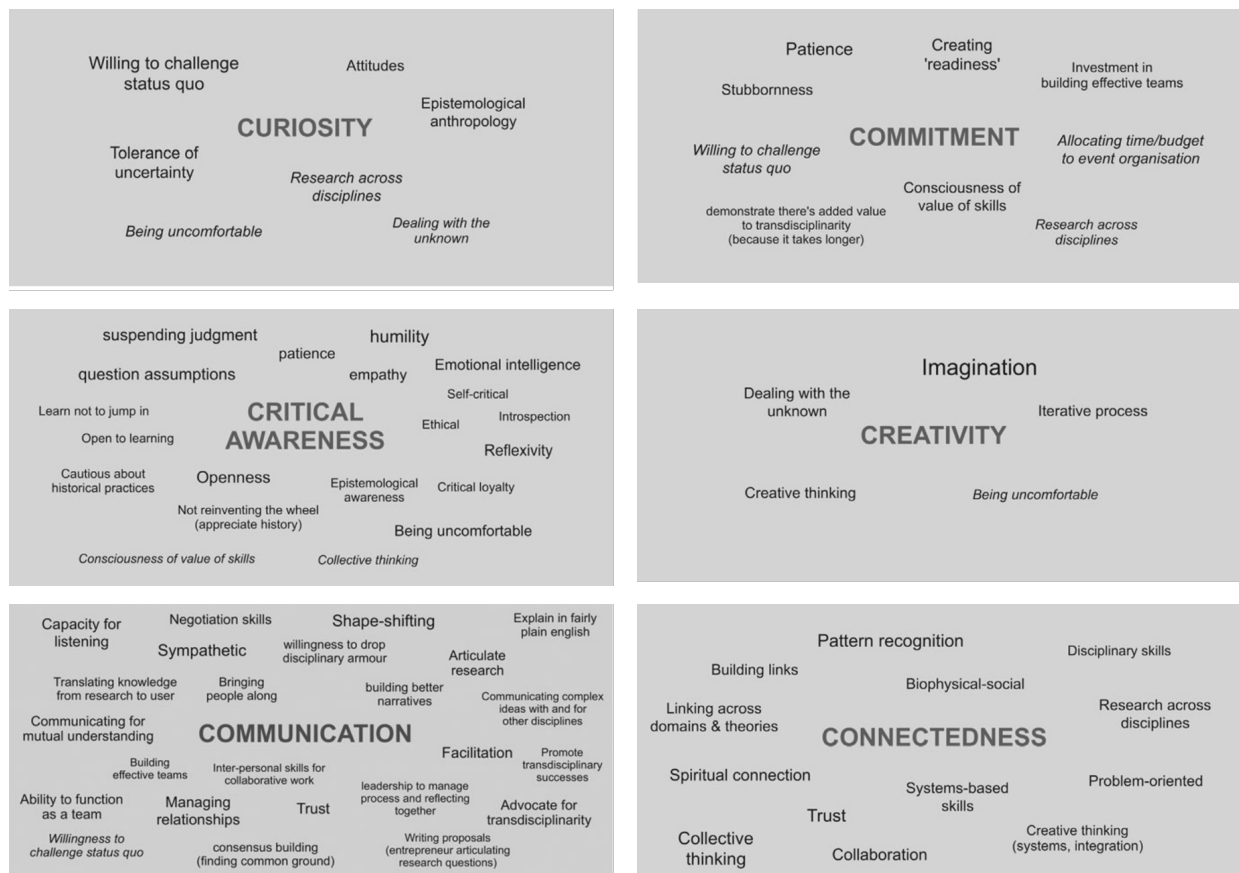 Willing to challenge
status quo
Attitudes
Epistemological
anthropology
CURIOSITY
Tolerance of
uncertainty
Research across
disciplines
Being uncomfortable
Dealing with the
unknown
Patience
Creating
'readiness'
Investment in
building effective teams
Stubbornness
COMMITMENT
Willing to challenge
status quo
Allocating time/budget
to event organisation
Consciousness of
value of skills
demonstrate there's added value
to transdisciplinarity
(because it takes longer)
Research across
disciplines
suspending judgment
humility
patience
Emotional intelligence
question assumptions
empathy
Self-critical
Learn not to jump in
CRITICAL
AWARENESS
Introspection
Ethical
Open to learning
Reflexivity
Cautious about
historical practices
Openness
Epistemological
awareness
Critical loyalty
Not reinventing the wheel
(appreciate history)
Being uncomfortable
Consciousness of value of skills
Collective thinking
Imagination
Dealing with the
unknown
Iterative process
CREATIVITY
Creative thinking
Being uncomfortable
Capacity for
listening
Negotiation skills
Shape-shifting
Explain in fairly
plain english
Sympathetic
willingness to drop
disciplinary armour
Articulate
research
Translating knowledge
from research to user
Bringing
people along
building better
narratives
Communicating complex
ideas with and for
other disciplines
Communicating for
mutual understanding
COMMUNICATION
Facilitation
Promote
transdisciplinary
successes
Building
effective teams
Inter-personal skills for
collaborative work
leadership to manage
process and reflecting
together
Ability to function
as a team
Managing
relationships
Trust
Advocate for
transdisciplinarity
Willingness to
challenge status quo
consensus building
(finding common ground)
Writing proposals
(entrepreneur articulating
research questions)
Pattern recognition
Disciplinary skills
Building links
Biophysical-social
Linking across
domains & theories
Research across
disciplines
CONNECTEDNESS
Spiritual connection
Systems-based
skills
Problem-oriented
Trust
Collective
thinking
Creative thinking
(systems, integration)
Collaboration